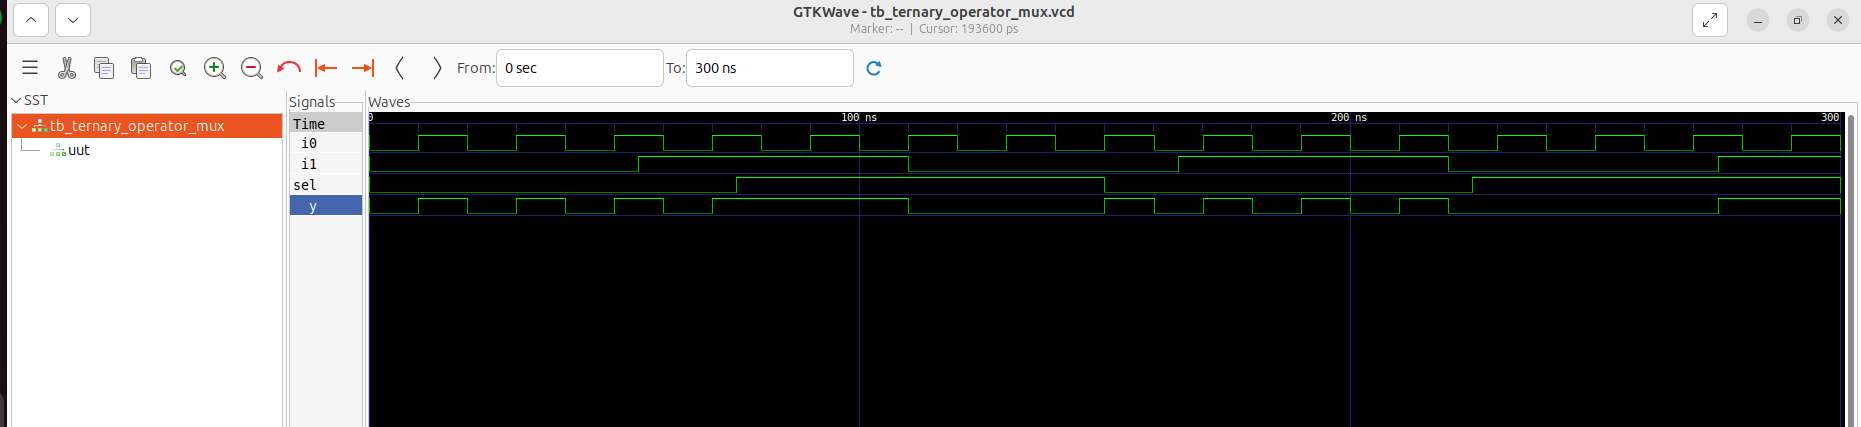 GTKWave - tb_ternary_operator_mux.vcd
Marker: -- | Cursor: 193600 ps
From: 0 sec To: 300 ns
SST
tb_ternary_operator_mux
uut
Signals
Time
i0
i1
sel
y
Waves
0 100 ns 200 ns 300